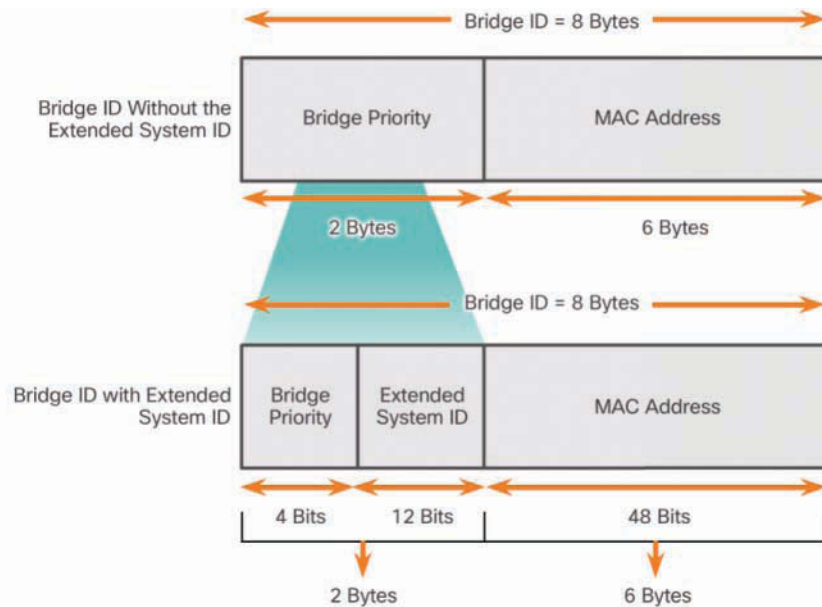 Bridge ID = 8 Bytes
Bridge ID Without the
Extended System ID
Bridge Priority
MAC Address
2 Bytes
6 Bytes
Bridge ID = 8 Bytes
Bridge ID with Extended
System ID
Bridge
Priority
Extended
System ID
MAC Address
4 Bits
12 Bits
48 Bits
2 Bytes
6 Bytes